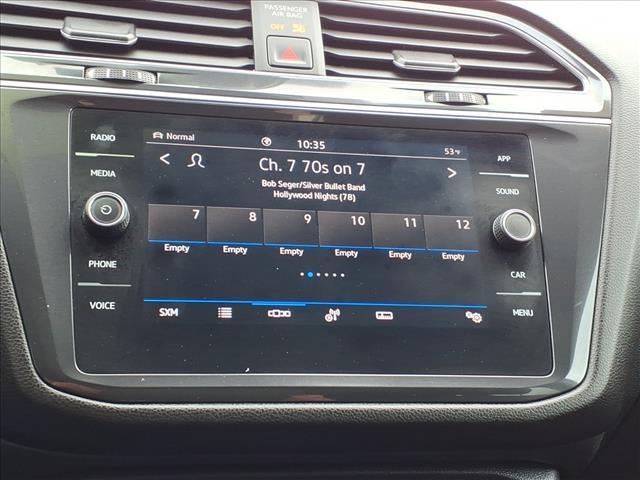 PASSENGER
AIR BAG
OFF
RADIO
MEDIA
PHONE
VOICE
Normal
10:35
53°F
Ch. 7 70s on 7
Bob Seger/Silver Bullet Band
Hollywood Nights (78)
7 8 9 10 11 12
Empty Empty Empty Empty Empty Empty
SXM
APP
SOUND
CAR
MENU